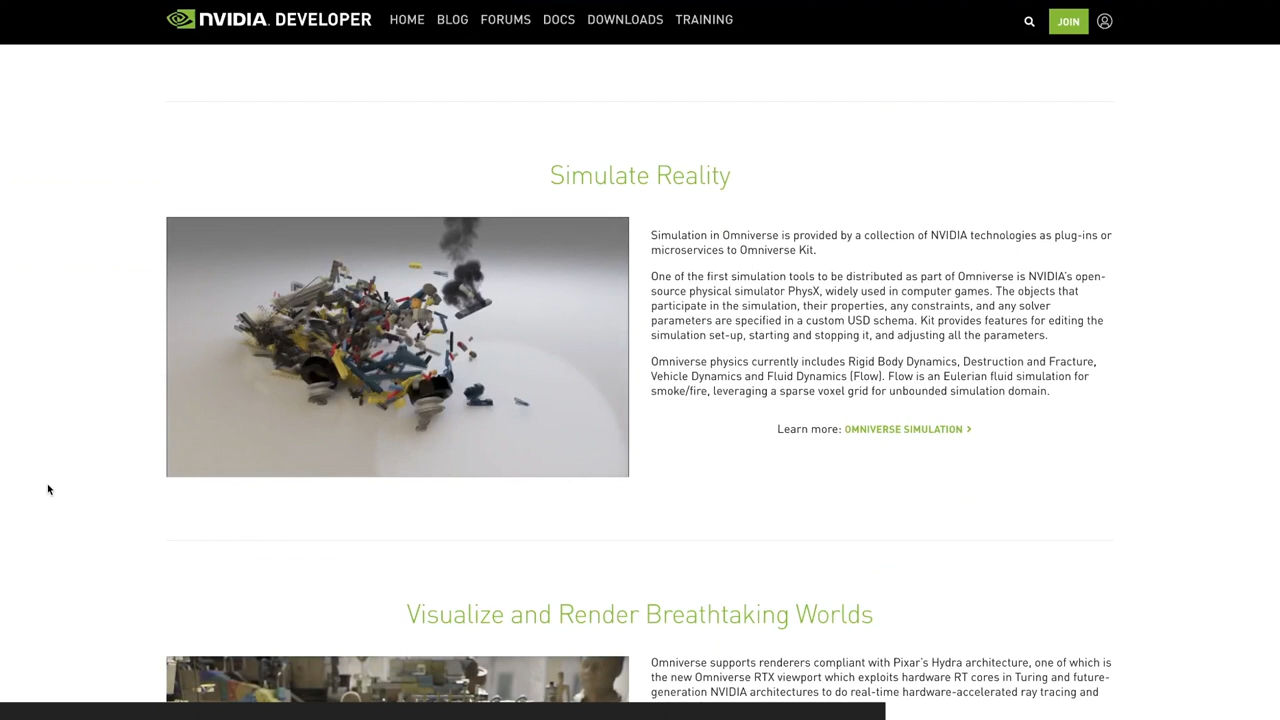 NVIDIA. DEVELOPER HOME BLOG FORUMS DOCS DOWNLOADS TRAINING JOIN
Simulate Reality
Simulation in Omniverse is provided by a collection of NVIDIA technologies as plug-ins or
microservices to Omniverse Kit.
One of the first simulation tools to be distributed as part of Omniverse is NVIDIA's open-
source physical simulator PhysX, widely used in computer games. The objects that
participate in the simulation, their properties, any constraints, and any solver
parameters are specified in a custom USD schema. Kit provides features for editing the
simulation set-up, starting and stopping it, and adjusting all the parameters.
Omniverse physics currently includes Rigid Body Dynamics, Destruction and Fracture,
Vehicle Dynamics and Fluid Dynamics (Flow). Flow is an Eulerian fluid simulation for
smoke/fire, leveraging a sparse voxel grid for unbounded simulation domain.
Learn more: OMNIVERSE SIMULATION >
Visualize and Render Breathtaking Worlds
Omniverse supports renderers compliant with Pixar's Hydra architecture, one of which is
the new Omniverse RTX viewport which exploits hardware RT cores in Turing and future-
generation NVIDIA architectures to do real-time hardware-accelerated ray tracing and